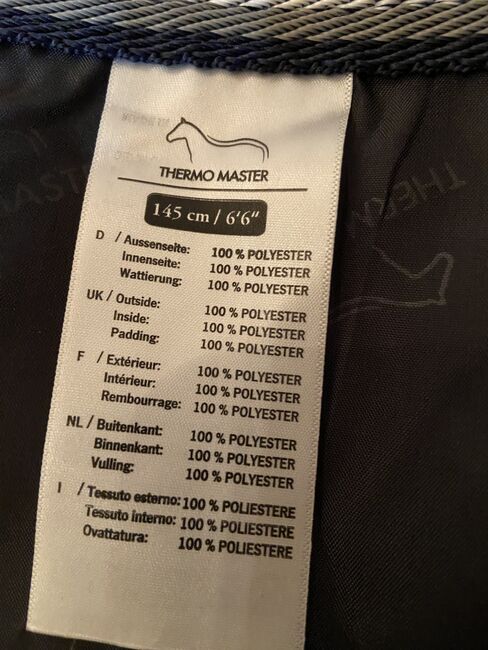 THERMO MASTER
145 cm / 6'6"
D / Aussenseite: 100 % POLYESTER
Innenseite: 100 % POLYESTER
Wattierung: 100 % POLYESTER
UK / Outside: 100 % POLYESTER
Inside: 100 % POLYESTER
Padding: 100 % POLYESTER
F / Extérieur: 100 % POLYESTER
Intérieur: 100 % POLYESTER
Rembourrage: 100 % POLYESTER
NL / Buitenkant: 100 % POLYESTER
Binnenkant: 100 % POLYESTER
Vulling: 100 % POLYESTER
I / Tessuto esterno: 100 % POLIESTERE
Tessuto interno: 100 % POLIESTERE
Ovattatura: 100 % POLIESTERE